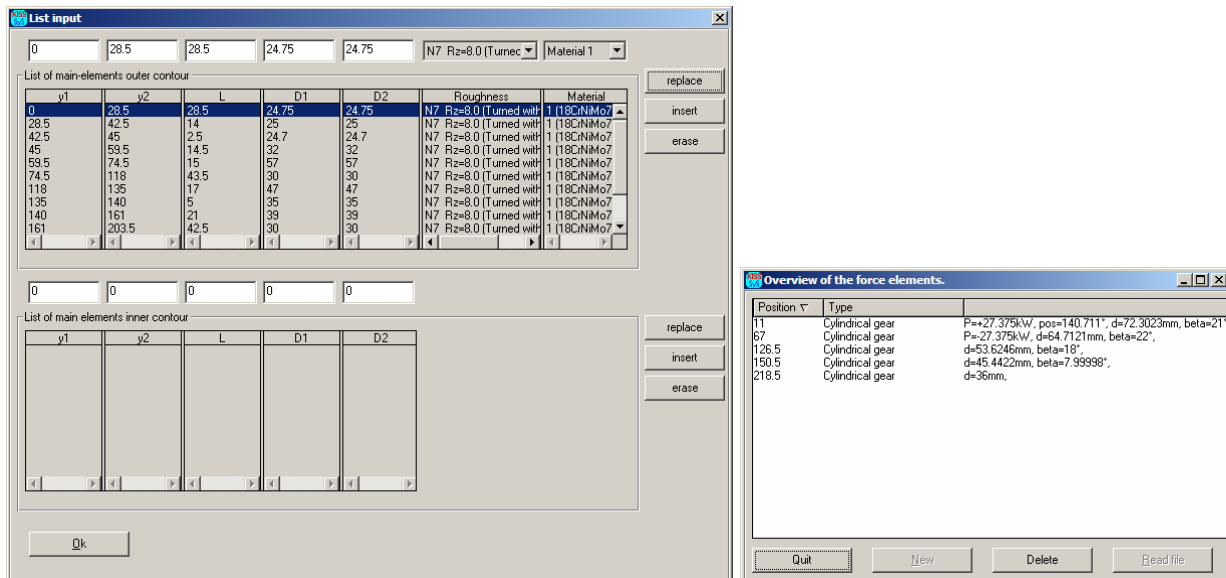 KISS SyS List input
0 28.5 28.5 24.75 24.75 N7 Rz=8.0 (Turnec Material 1
List of main-elements outer contour
replace
insert
erase
y1 y2 L D1 D2 Roughness Material
0 28.5 28.5 24.75 24.75 N7 Rz=8.0 (Turned with 1 (18CrNiMo7
28.5 42.5 14 25 25 N7 Rz=8.0 (Turned with 1 (18CrNiMo7
42.5 45 2.5 24.7 24.7 N7 Rz=8.0 (Turned with 1 (18CrNiMo7
45 59.5 14.5 32 32 N7 Rz=8.0 (Turned with 1 (18CrNiMo7
59.5 74.5 15 57 57 N7 Rz=8.0 (Turned with 1 (18CrNiMo7
74.5 118 43.5 30 30 N7 Rz=8.0 (Turned with 1 (18CrNiMo7
118 135 17 47 47 N7 Rz=8.0 (Turned with 1 (18CrNiMo7
135 140 5 35 35 N7 Rz=8.0 (Turned with 1 (18CrNiMo7
140 161 21 39 39 N7 Rz=8.0 (Turned with 1 (18CrNiMo7
161 203.5 42.5 30 30 N7 Rz=8.0 (Turned with 1 (18CrNiMo7
0 0 0 0 0
List of main elements inner contour
replace
insert
erase
y1 y2 L D1 D2
Ok
KISS SyS Overview of the force elements.
Position Type
11 Cylindrical gear P=+27.375kW, pos=140.711°, d=72.3023mm, beta=21°
67 Cylindrical gear P=-27.375kW, d=64.7121mm, beta=22°,
126.5 Cylindrical gear d=53.6246mm, beta=18°,
150.5 Cylindrical gear d=45.4422mm, beta=7.99998°,
218.5 Cylindrical gear d=36mm,
Quit New Delete Read file